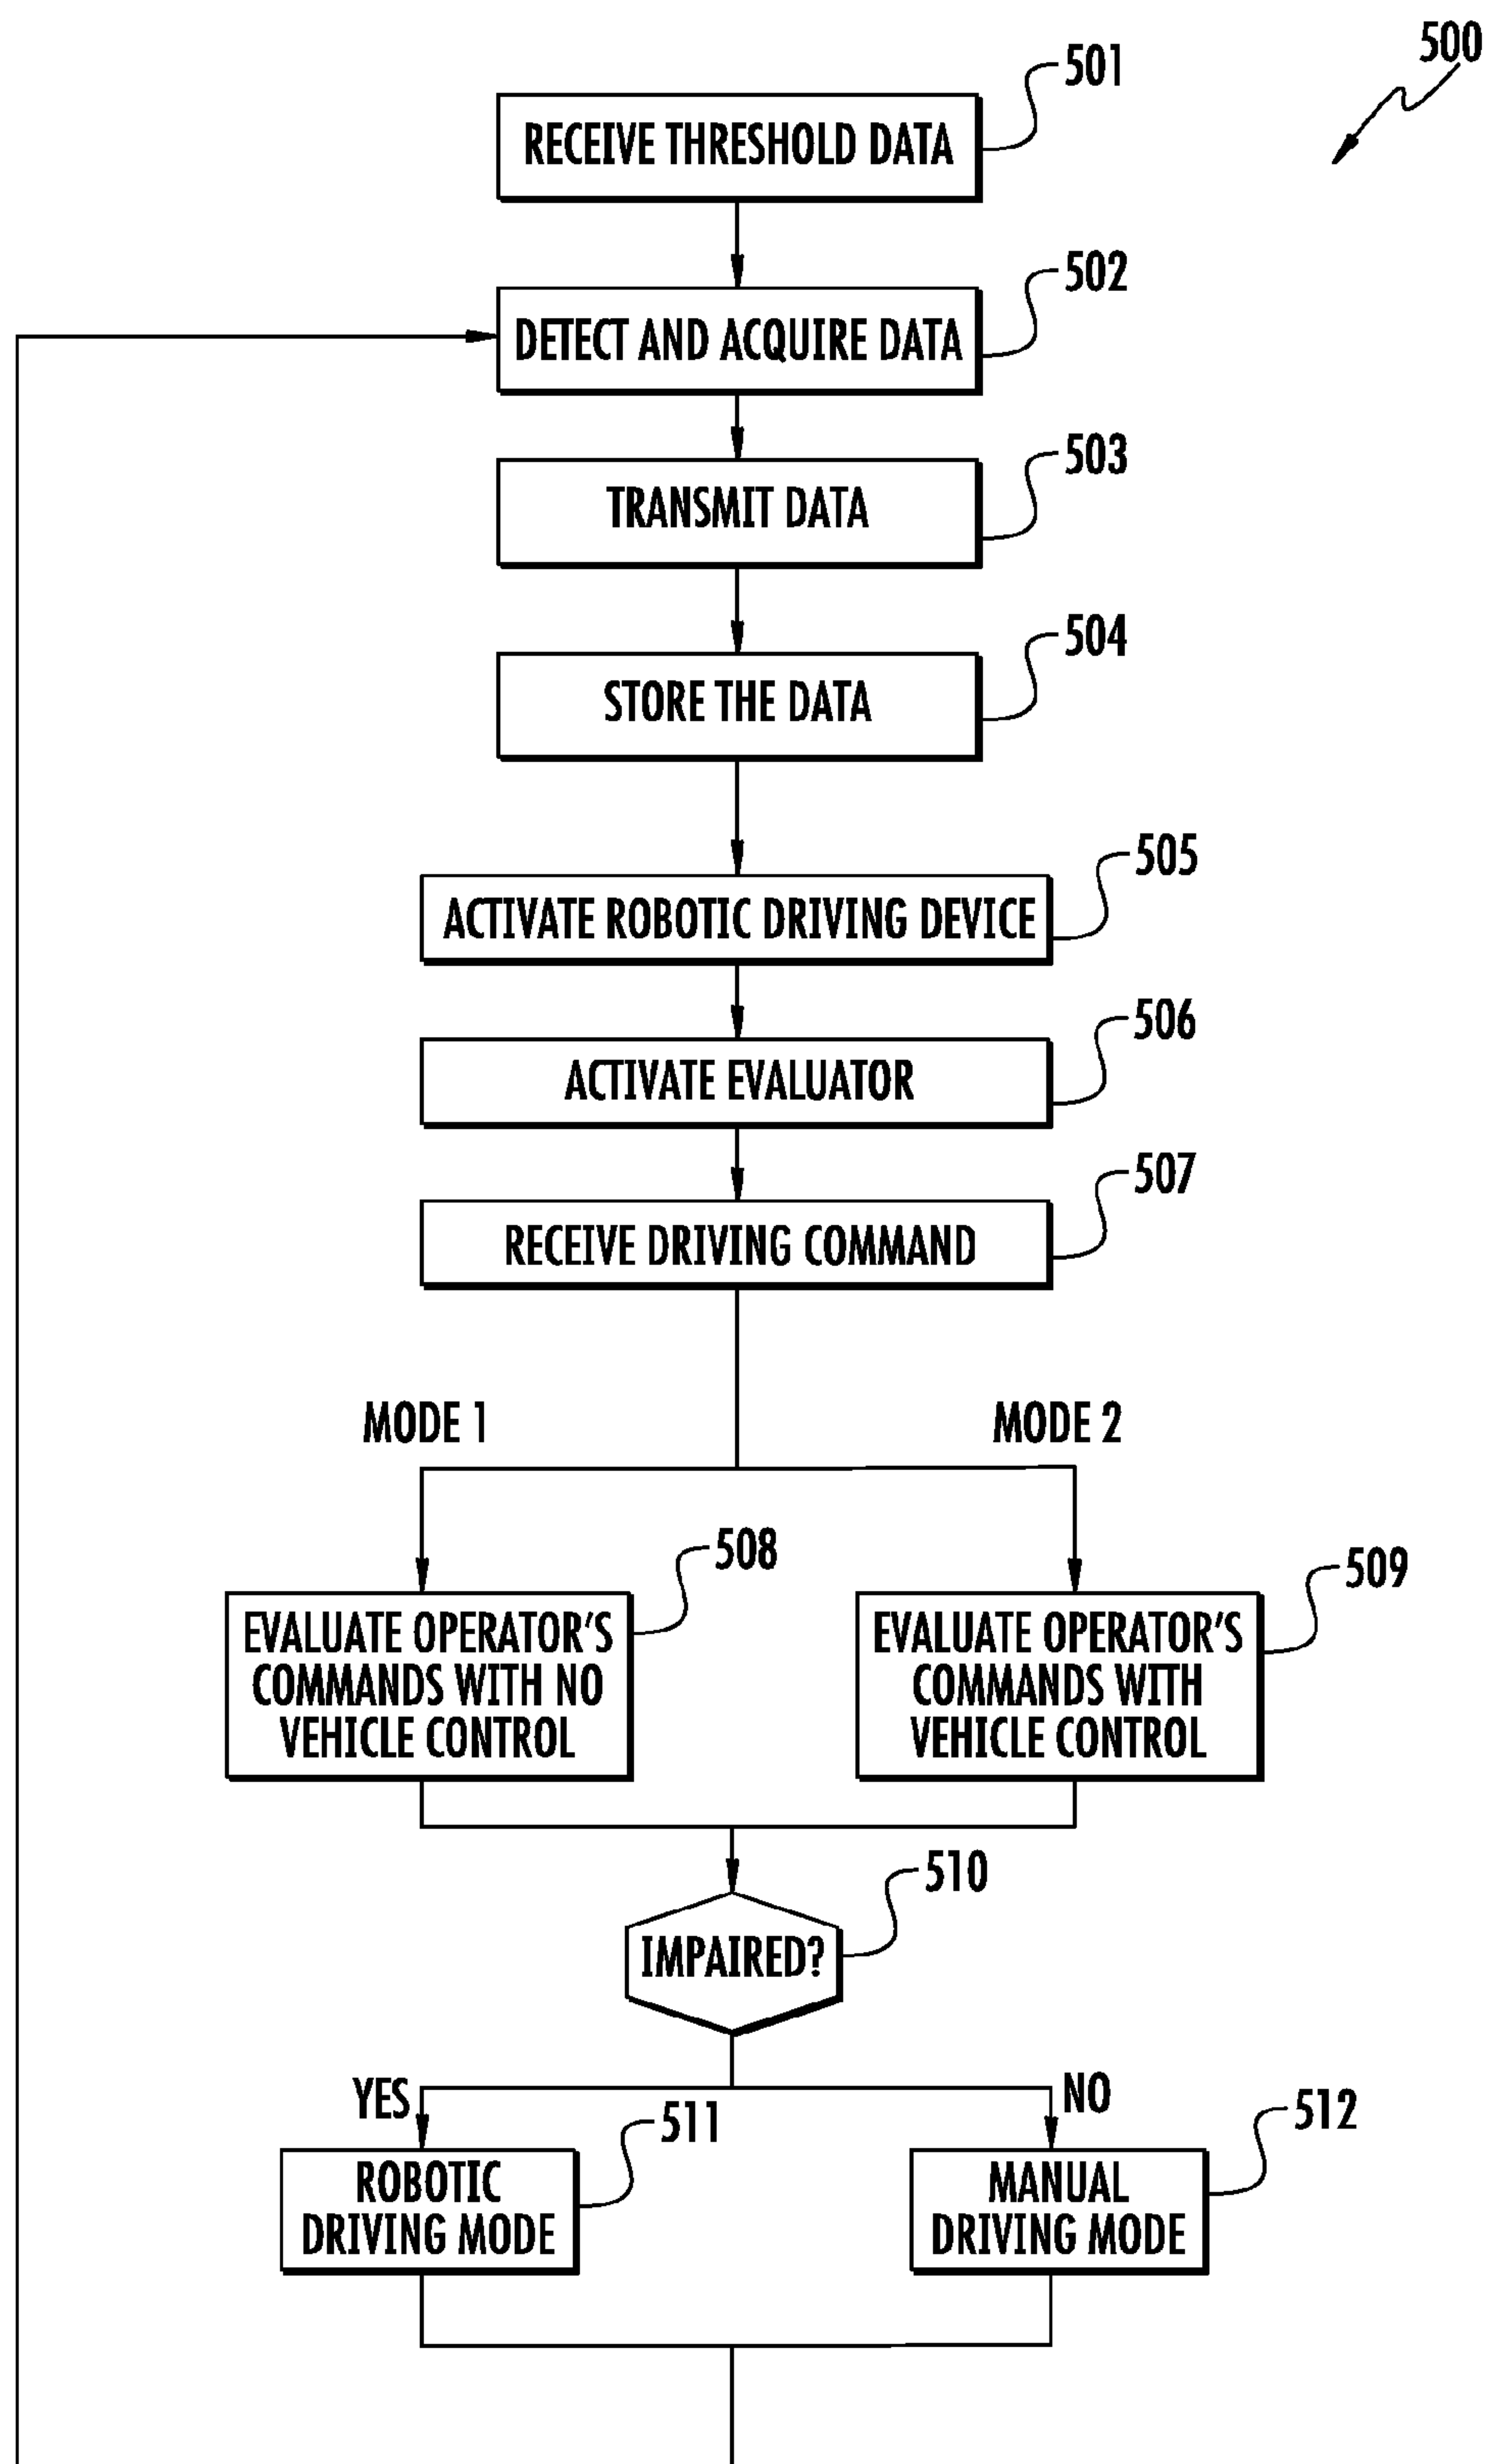 500
501
RECEIVE THRESHOLD DATA
502
DETECT AND ACQUIRE DATA
503
TRANSMIT DATA
504
STORE THE DATA
505
ACTIVATE ROBOTIC DRIVING DEVICE
506
ACTIVATE EVALUATOR
507
RECEIVE DRIVING COMMAND
MODE 1
MODE 2
508
EVALUATE OPERATOR'S
COMMANDS WITH NO
VEHICLE CONTROL
509
EVALUATE OPERATOR'S
COMMANDS WITH
VEHICLE CONTROL
510
IMPAIRED?
YES
NO
511
ROBOTIC
DRIVING MODE
512
MANUAL
DRIVING MODE